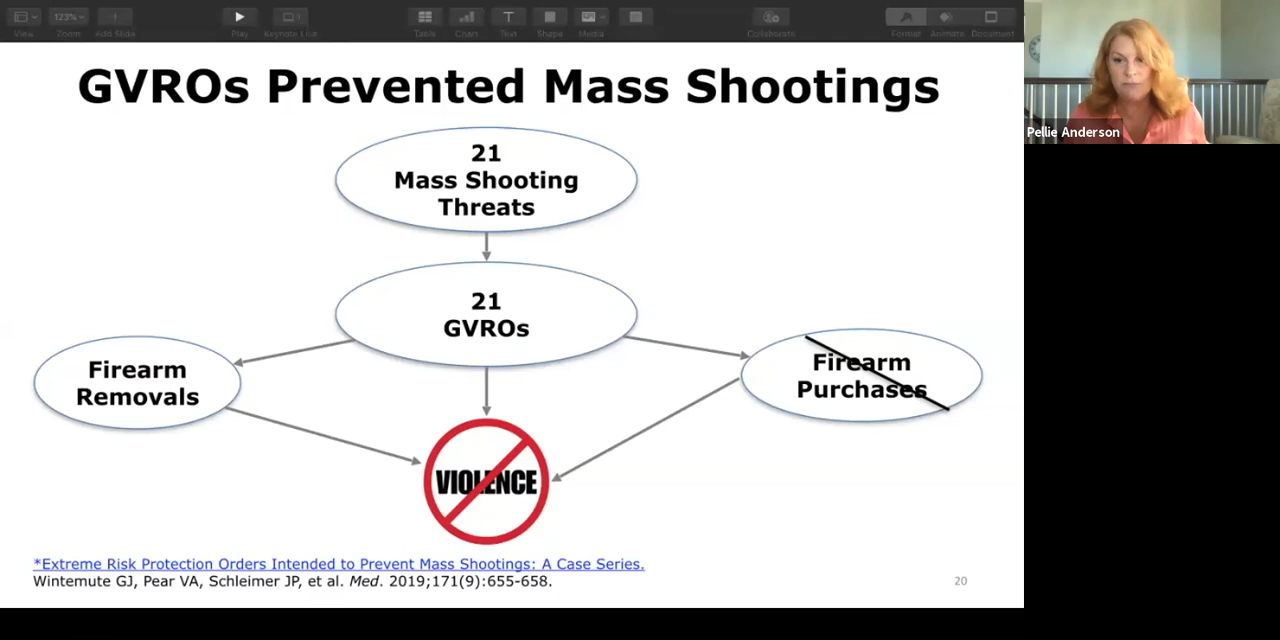 View
123%
Zoom
Add Slide
Play
Keynote Live
Table
Chart
Text
Shape
Media
Collaborate
Format
Animate
Document
Pellie Anderson
GVROs Prevented Mass Shootings
21
Mass Shooting
Threats
21
GVROs
Firearm
Removals
Firearm
Purchases
VIOLENCE
*Extreme Risk Protection Orders Intended to Prevent Mass Shootings: A Case Series.
Wintemute GJ, Pear VA, Schleimer JP, et al. Med. 2019;171(9):655-658.
20